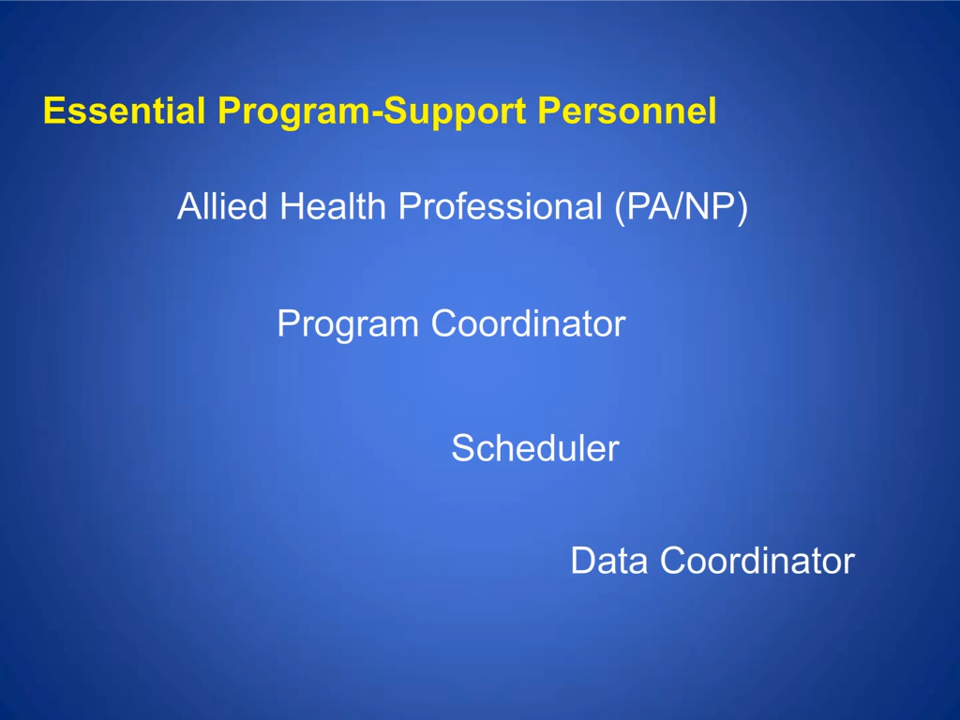 Essential Program-Support Personnel
Allied Health Professional (PA/NP)
Program Coordinator
Scheduler
Data Coordinator